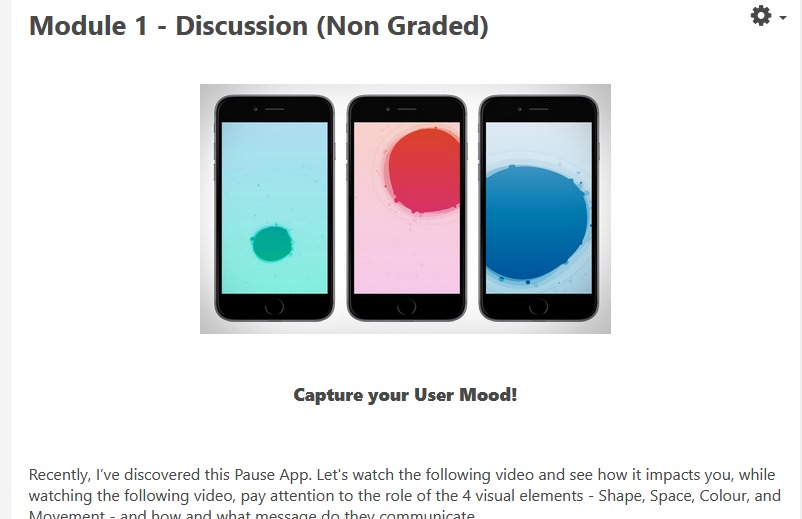 Module 1 - Discussion (Non Graded)
Capture your User Mood!
Recently, I’ve discovered this Pause App. Let's watch the following video and see how it impacts you, while
watching the following video, pay attention to the role of the 4 visual elements - Shape, Space, Colour, and
Movement - and how and what message do they communicate